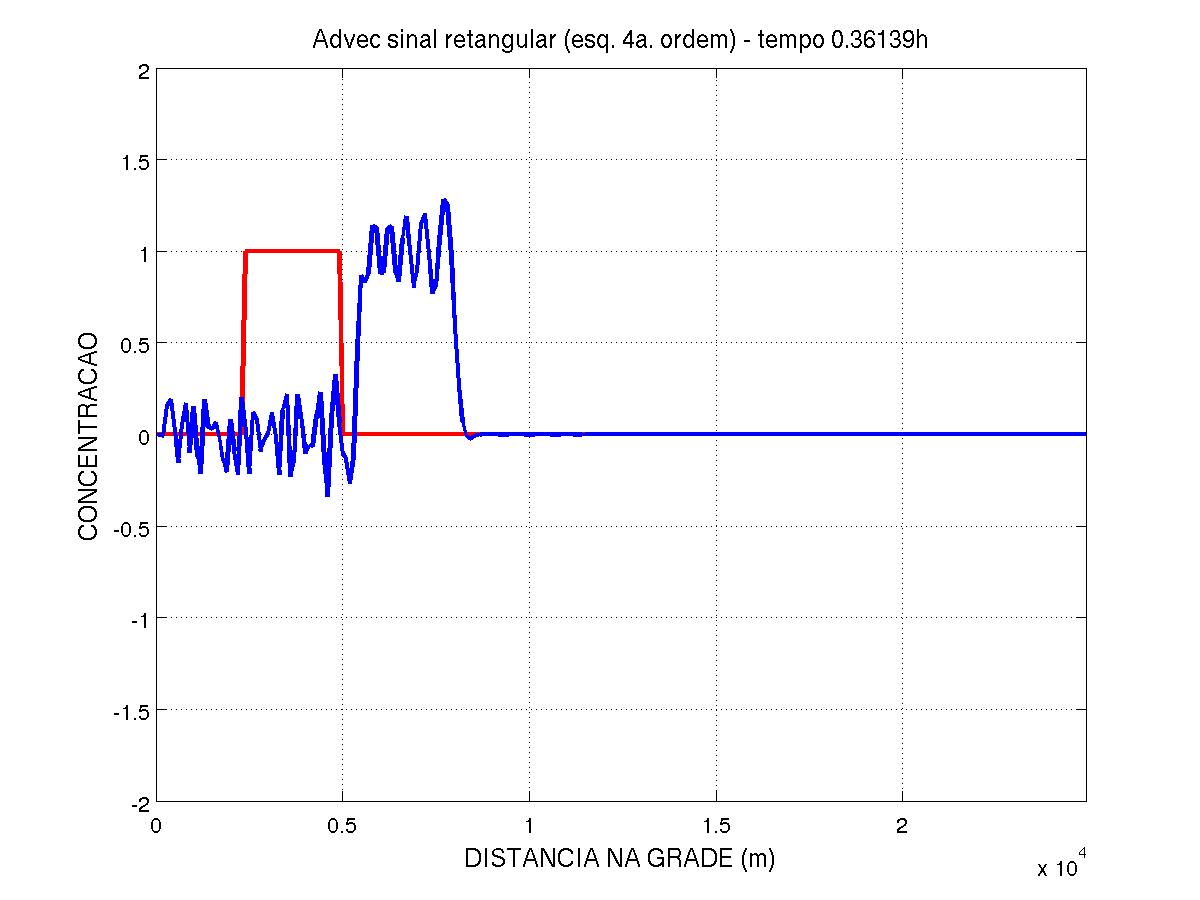 Advec sinal retangular (esq. 4a. ordem) - tempo 0.36139h
2
1.5
1
0.5
0
-0.5
-1
-1.5
-2
CONCENTRACAO
0 0.5 1 1.5 2
x 10^4
DISTANCIA NA GRADE (m)